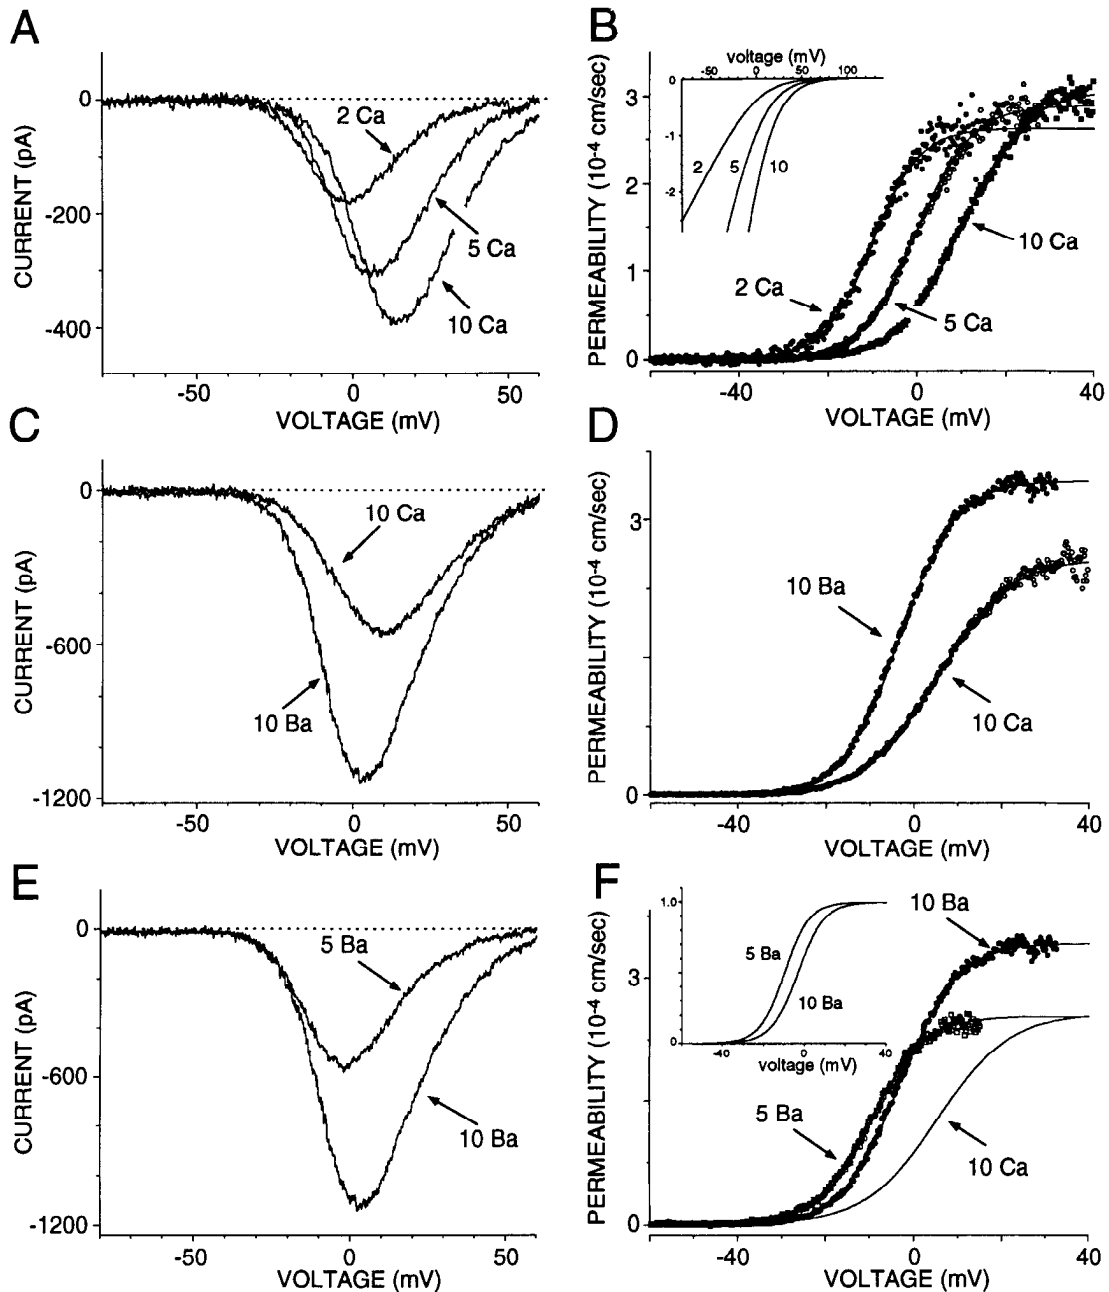 A
CURRENT (pA)
0
-200
-400
2 Ca
5 Ca
10 Ca
-50
0
50
VOLTAGE (mV)
B
PERMEABILITY (10-4 cm/sec)
3
2
1
0
voltage (mV)
-50
0
50
100
0
-1
-2
2
5
10
2 Ca
5 Ca
10 Ca
-40
0
40
VOLTAGE (mV)
C
CURRENT (pA)
0
-600
-1200
10 Ca
10 Ba
-50
0
50
VOLTAGE (mV)
D
PERMEABILITY (10-4 cm/sec)
3
0
10 Ba
10 Ca
-40
0
40
VOLTAGE (mV)
E
CURRENT (pA)
0
-600
-1200
5 Ba
10 Ba
-50
0
50
VOLTAGE (mV)
F
PERMEABILITY (10-4 cm/sec)
3
0
1.0
0
5 Ba
10 Ba
-40
0
40
voltage (mV)
10 Ba
5 Ba
10 Ca
-40
0
40
VOLTAGE (mV)